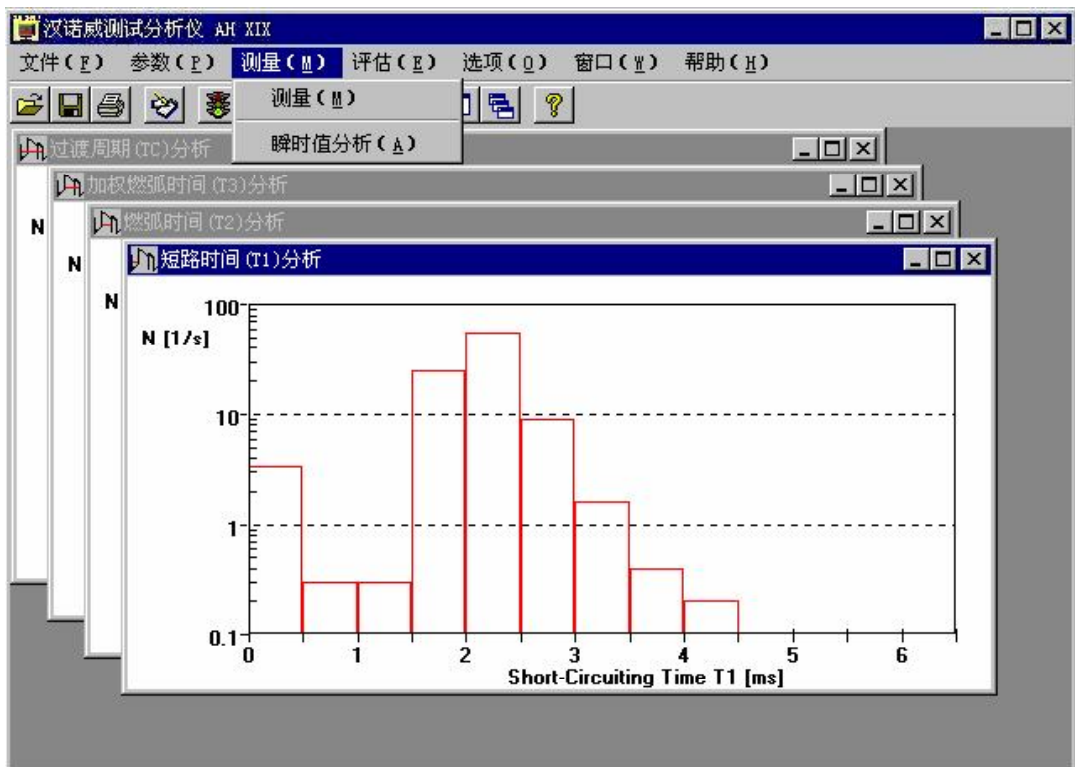 汉诺威测试分析仪 AH XIX
文件(F) 参数(P) 测量(M) 评估(E) 选项(O) 窗口(W) 帮助(H)
测量(M)
瞬时值分析(A)
过渡周期(TC)分析
加权燃弧时间(T3)分析
燃弧时间(T2)分析
短路时间(T1)分析
N
N
N
N [1/s]
100
10
1
0.1
0 1 2 3 4 5 6
Short-Circuiting Time T1 [ms]